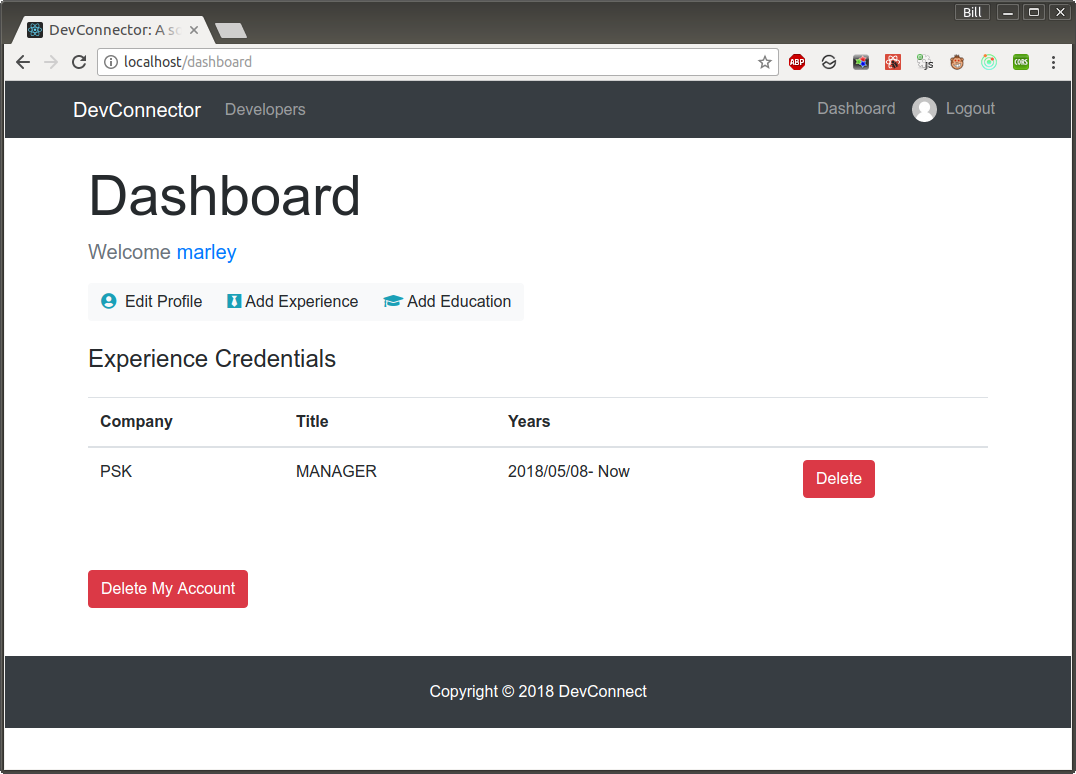 Bill
DevConnector: A so
localhost/dashboard
ABP
JS
CORS
DevConnector Developers Dashboard Logout
Dashboard
Welcome marley
Edit Profile Add Experience Add Education
Experience Credentials
Company Title Years
PSK MANAGER 2018/05/08- Now Delete
Delete My Account
Copyright © 2018 DevConnect